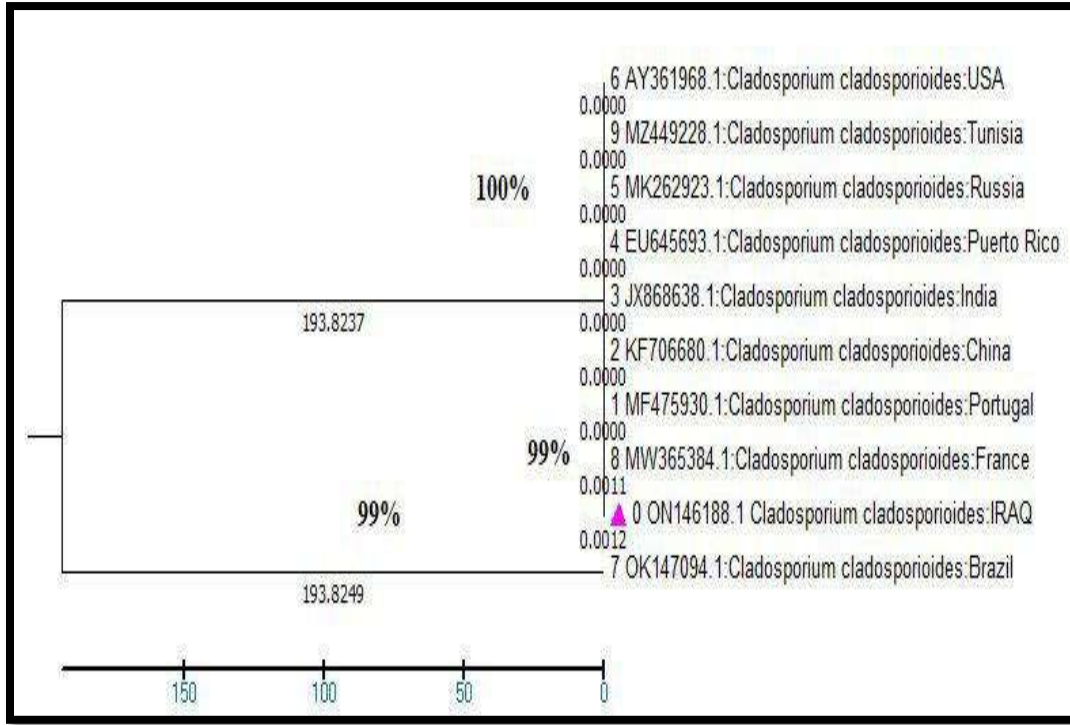 6 AY361968.1:Cladosporium cladosporioides:USA
0.0000
9 MZ449228.1:Cladosporium cladosporioides:Tunisia
0.0000
100%
5 MK262923.1:Cladosporium cladosporioides:Russia
0.0000
4 EU645693.1:Cladosporium cladosporioides:Puerto Rico
0.0000
3 JX868638.1:Cladosporium cladosporioides:India
193.8237
0.0000
2 KF706680.1:Cladosporium cladosporioides:China
0.0000
1 MF475930.1:Cladosporium cladosporioides:Portugal
0.0000
99%
8 MW365384.1:Cladosporium cladosporioides:France
0.0011
99%
0 ON146188.1 Cladosporium cladosporioides:IRAQ
0.0012
7 OK147094.1:Cladosporium cladosporioides:Brazil
193.8249
150 100 50 0